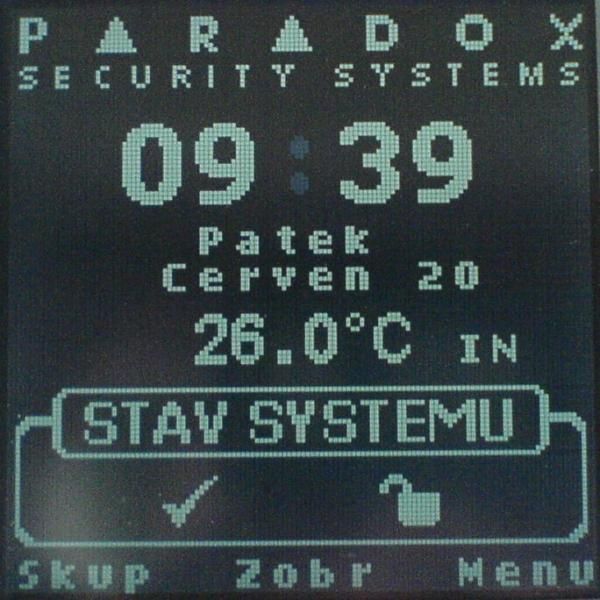 PARADOX
SECURITY SYSTEMS
09:39
Patek
Cerven 20
26.0°C IN
STAV SYSTEMU
Skup Zobr Menu